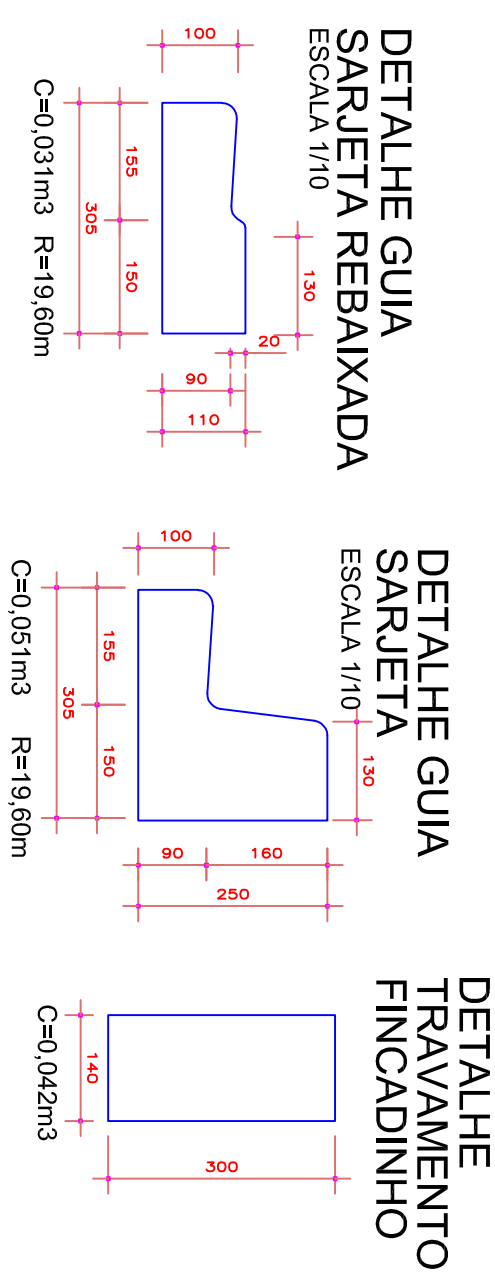 DETALHE GUIA
SARJETA REBAIXADA
ESCALA 1/10
100
130
20
155
150
305
90
110
C=0,031m3 R=19,60m
DETALHE GUIA
SARJETA
ESCALA 1/10
100
130
155
150
305
90
160
250
C=0,051m3 R=19,60m
DETALHE
TRAVAMENTO
FINCADINHO
300
140
C=0,042m3